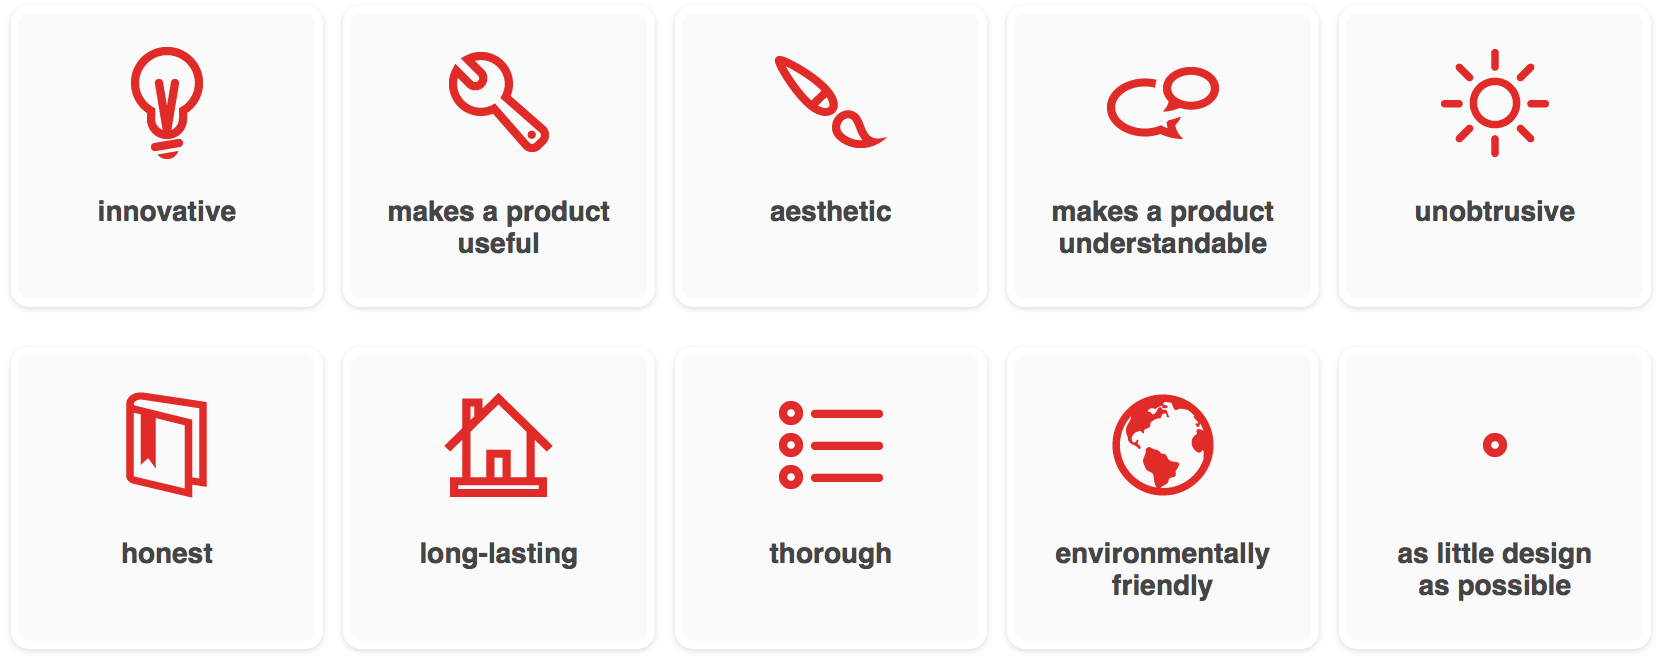 innovative
makes a product
useful
aesthetic
makes a product
understandable
unobtrusive
honest
long-lasting
thorough
environmentally
friendly
as little design
as possible